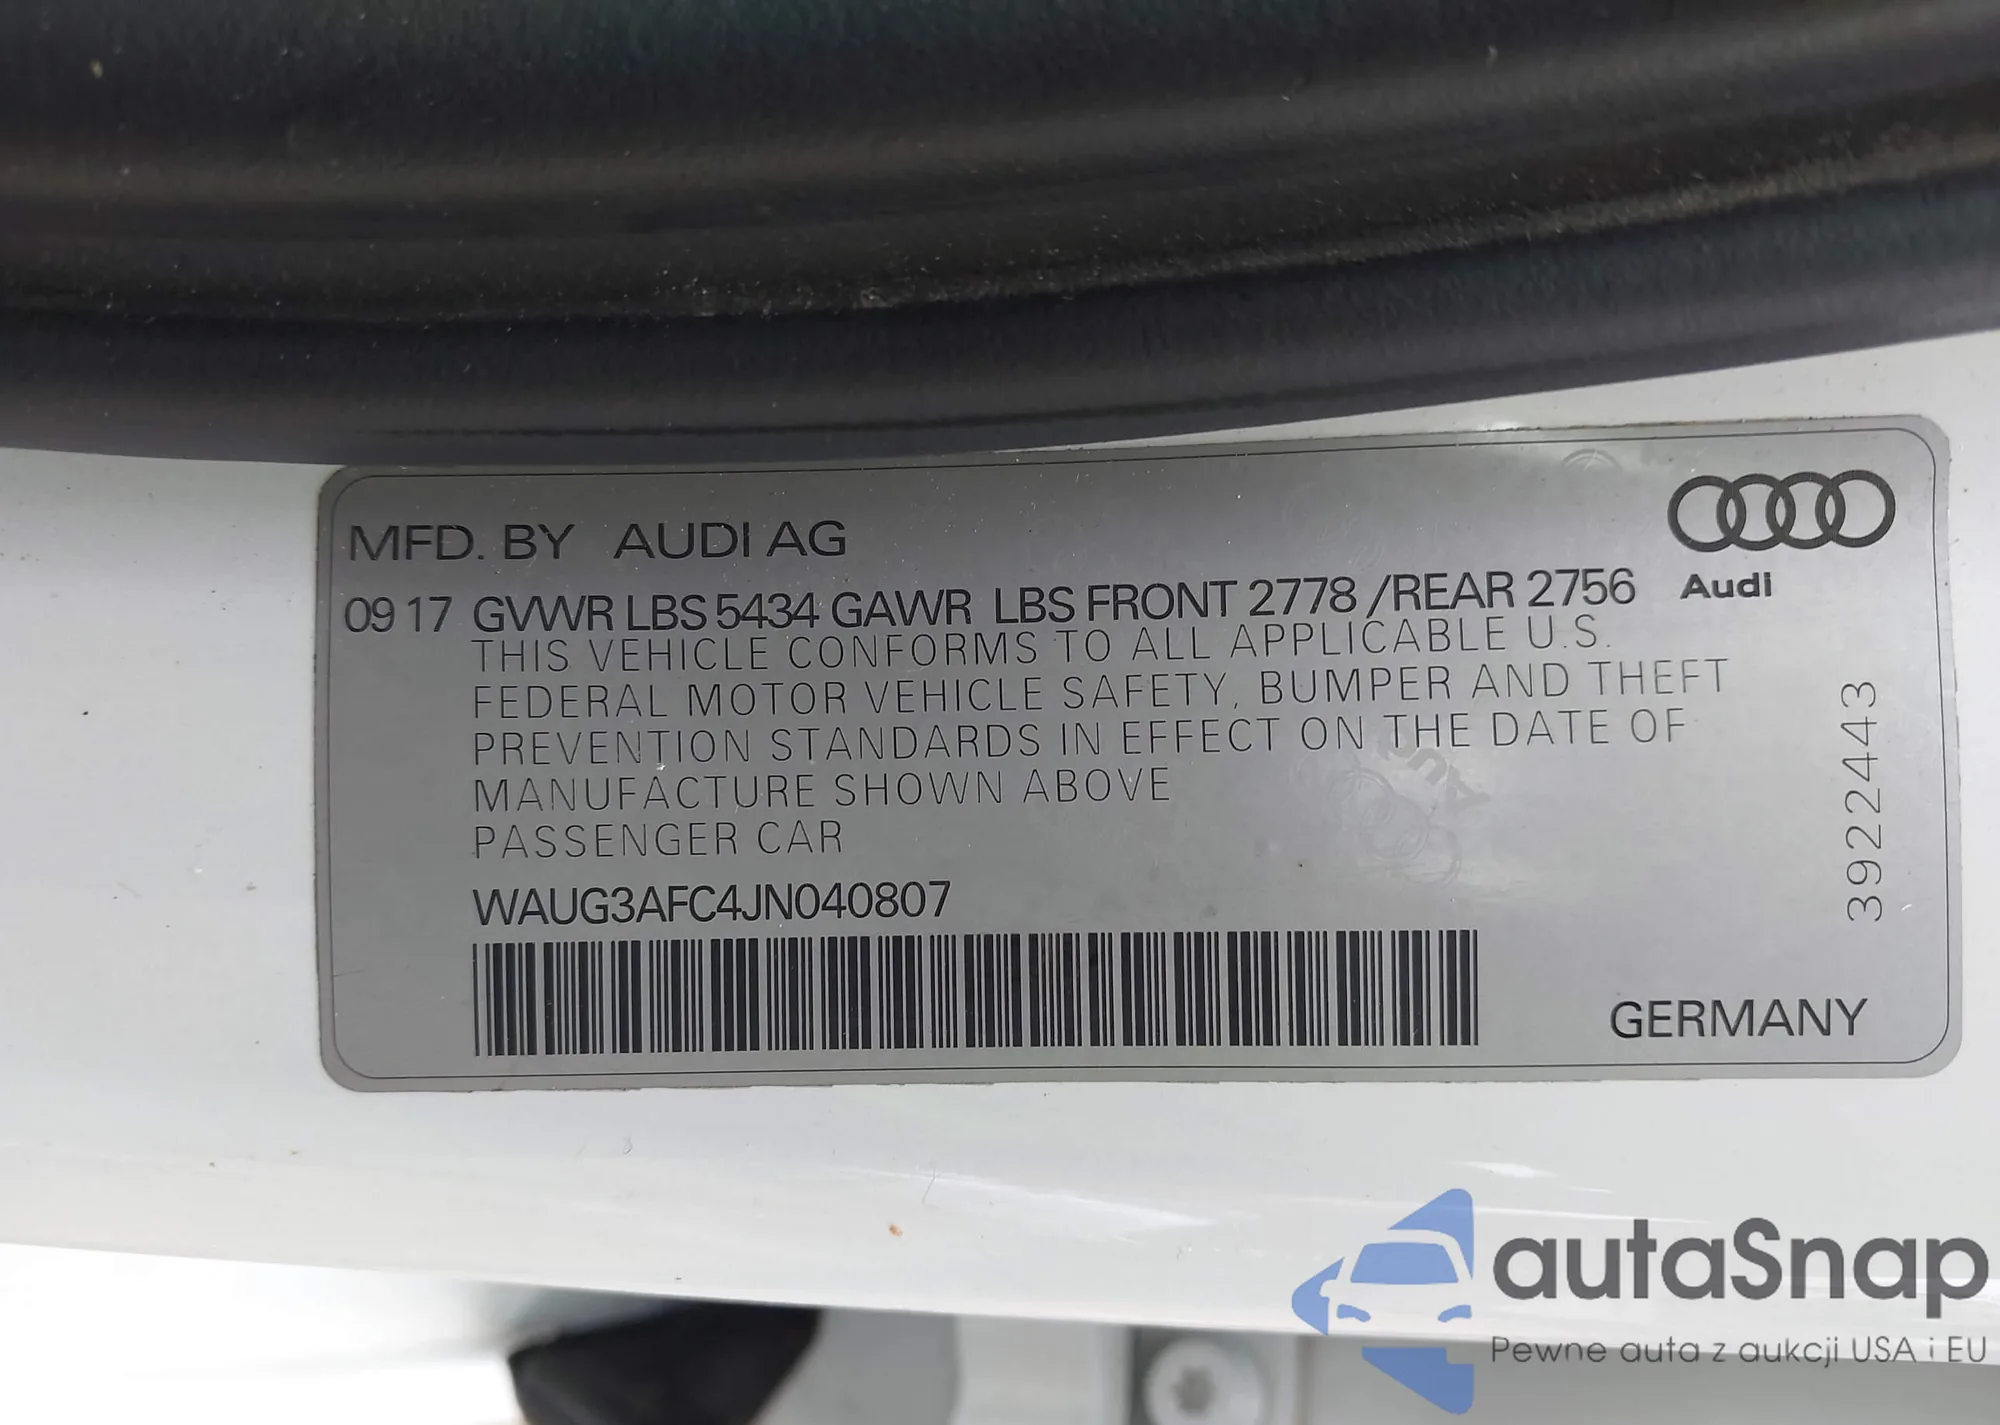 MFD. BY AUDI AG
Audi
09 17 GVWR LBS 5434 GAWR LBS FRONT 2778 /REAR 2756
THIS VEHICLE CONFORMS TO ALL APPLICABLE U.S.
FEDERAL MOTOR VEHICLE SAFETY, BUMPER AND THEFT
PREVENTION STANDARDS IN EFFECT ON THE DATE OF
MANUFACTURE SHOWN ABOVE
PASSENGER CAR
WAUG3AFC4JN040807
3922443
GERMANY
Audi
autaSnap
Pewne auta z aukcji USA i EU